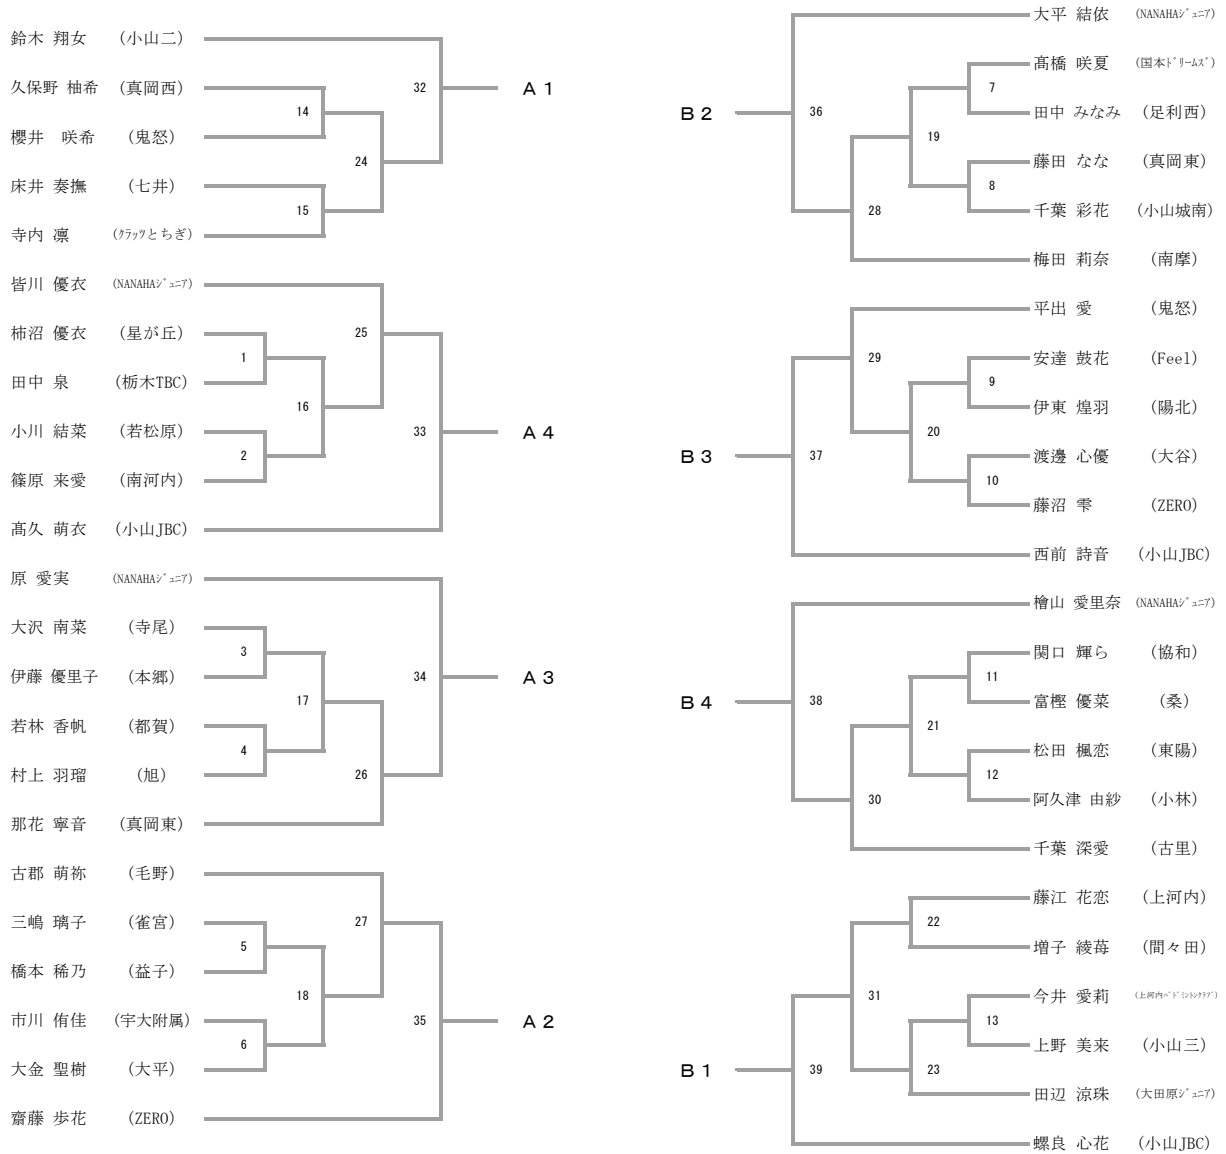 鈴木 翔女 (小山二)
久保野 柚希 (真岡西)
櫻井 咲希 (鬼怒)
床井 奏撫 (七井)
寺内 凛 (ｸﾗｯﾂとちぎ)
14
15
24
32
A 1
皆川 優衣 (NANAHAｼﾞｭﾆｱ)
柿沼 優衣 (星が丘)
田中 泉 (栃木TBC)
小川 結菜 (若松原)
篠原 来愛 (南河内)
髙久 萌衣 (小山JBC)
1
2
16
25
33
A 4
原 愛実 (NANAHAｼﾞｭﾆｱ)
大沢 南菜 (寺尾)
伊藤 優里子 (本郷)
若林 香帆 (都賀)
村上 羽瑠 (旭)
那花 寧音 (真岡東)
3
4
17
26
34
A 3
古郡 萌祢 (毛野)
三嶋 璃子 (雀宮)
橋本 稀乃 (益子)
市川 侑佳 (宇大附属)
大金 聖樹 (大平)
齋藤 歩花 (ZERO)
5
6
18
27
35
A 2
大平 結依 (NANAHAｼﾞｭﾆｱ)
髙橋 咲夏 (国本ﾄﾞﾘｰﾑｽﾞ)
田中 みなみ (足利西)
藤田 なな (真岡東)
千葉 彩花 (小山城南)
梅田 莉奈 (南摩)
7
8
19
28
36
B 2
平出 愛 (鬼怒)
安達 鼓花 (Feel)
伊東 煌羽 (陽北)
渡邊 心優 (大谷)
藤沼 雫 (ZERO)
西前 詩音 (小山JBC)
9
10
20
29
37
B 3
檜山 愛里奈 (NANAHAｼﾞｭﾆｱ)
関口 輝ら (協和)
富樫 優菜 (桑)
松田 楓恋 (東陽)
阿久津 由紗 (小林)
千葉 深愛 (古里)
11
12
21
30
38
B 4
藤江 花恋 (上河内)
増子 綾苺 (間々田)
今井 愛莉 (上河内ﾊﾞﾄﾞﾐﾝﾄﾝｸﾗﾌﾞ)
上野 美来 (小山三)
田辺 涼珠 (大田原ｼﾞｭﾆｱ)
螺良 心花 (小山JBC)
22
13
23
31
39
B 1